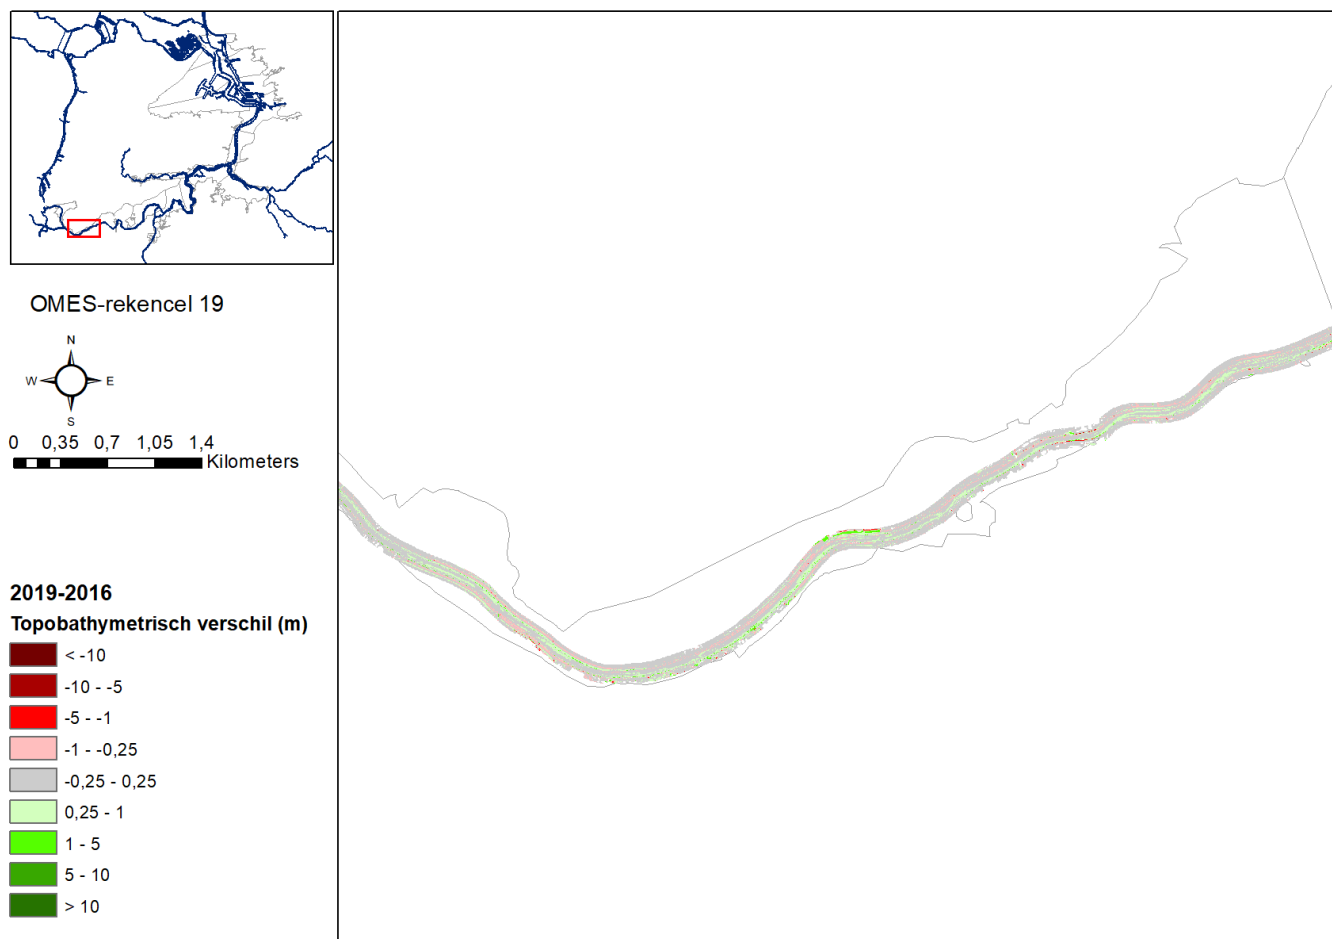 OMES-rekencel 19
N
W E
S
0 0,35 0,7 1,05 1,4
Kilometers
2019-2016
Topobathymetrisch verschil (m)
< -10
-10 - -5
-5 - -1
-1 - -0,25
-0,25 - 0,25
0,25 - 1
1 - 5
5 - 10
> 10